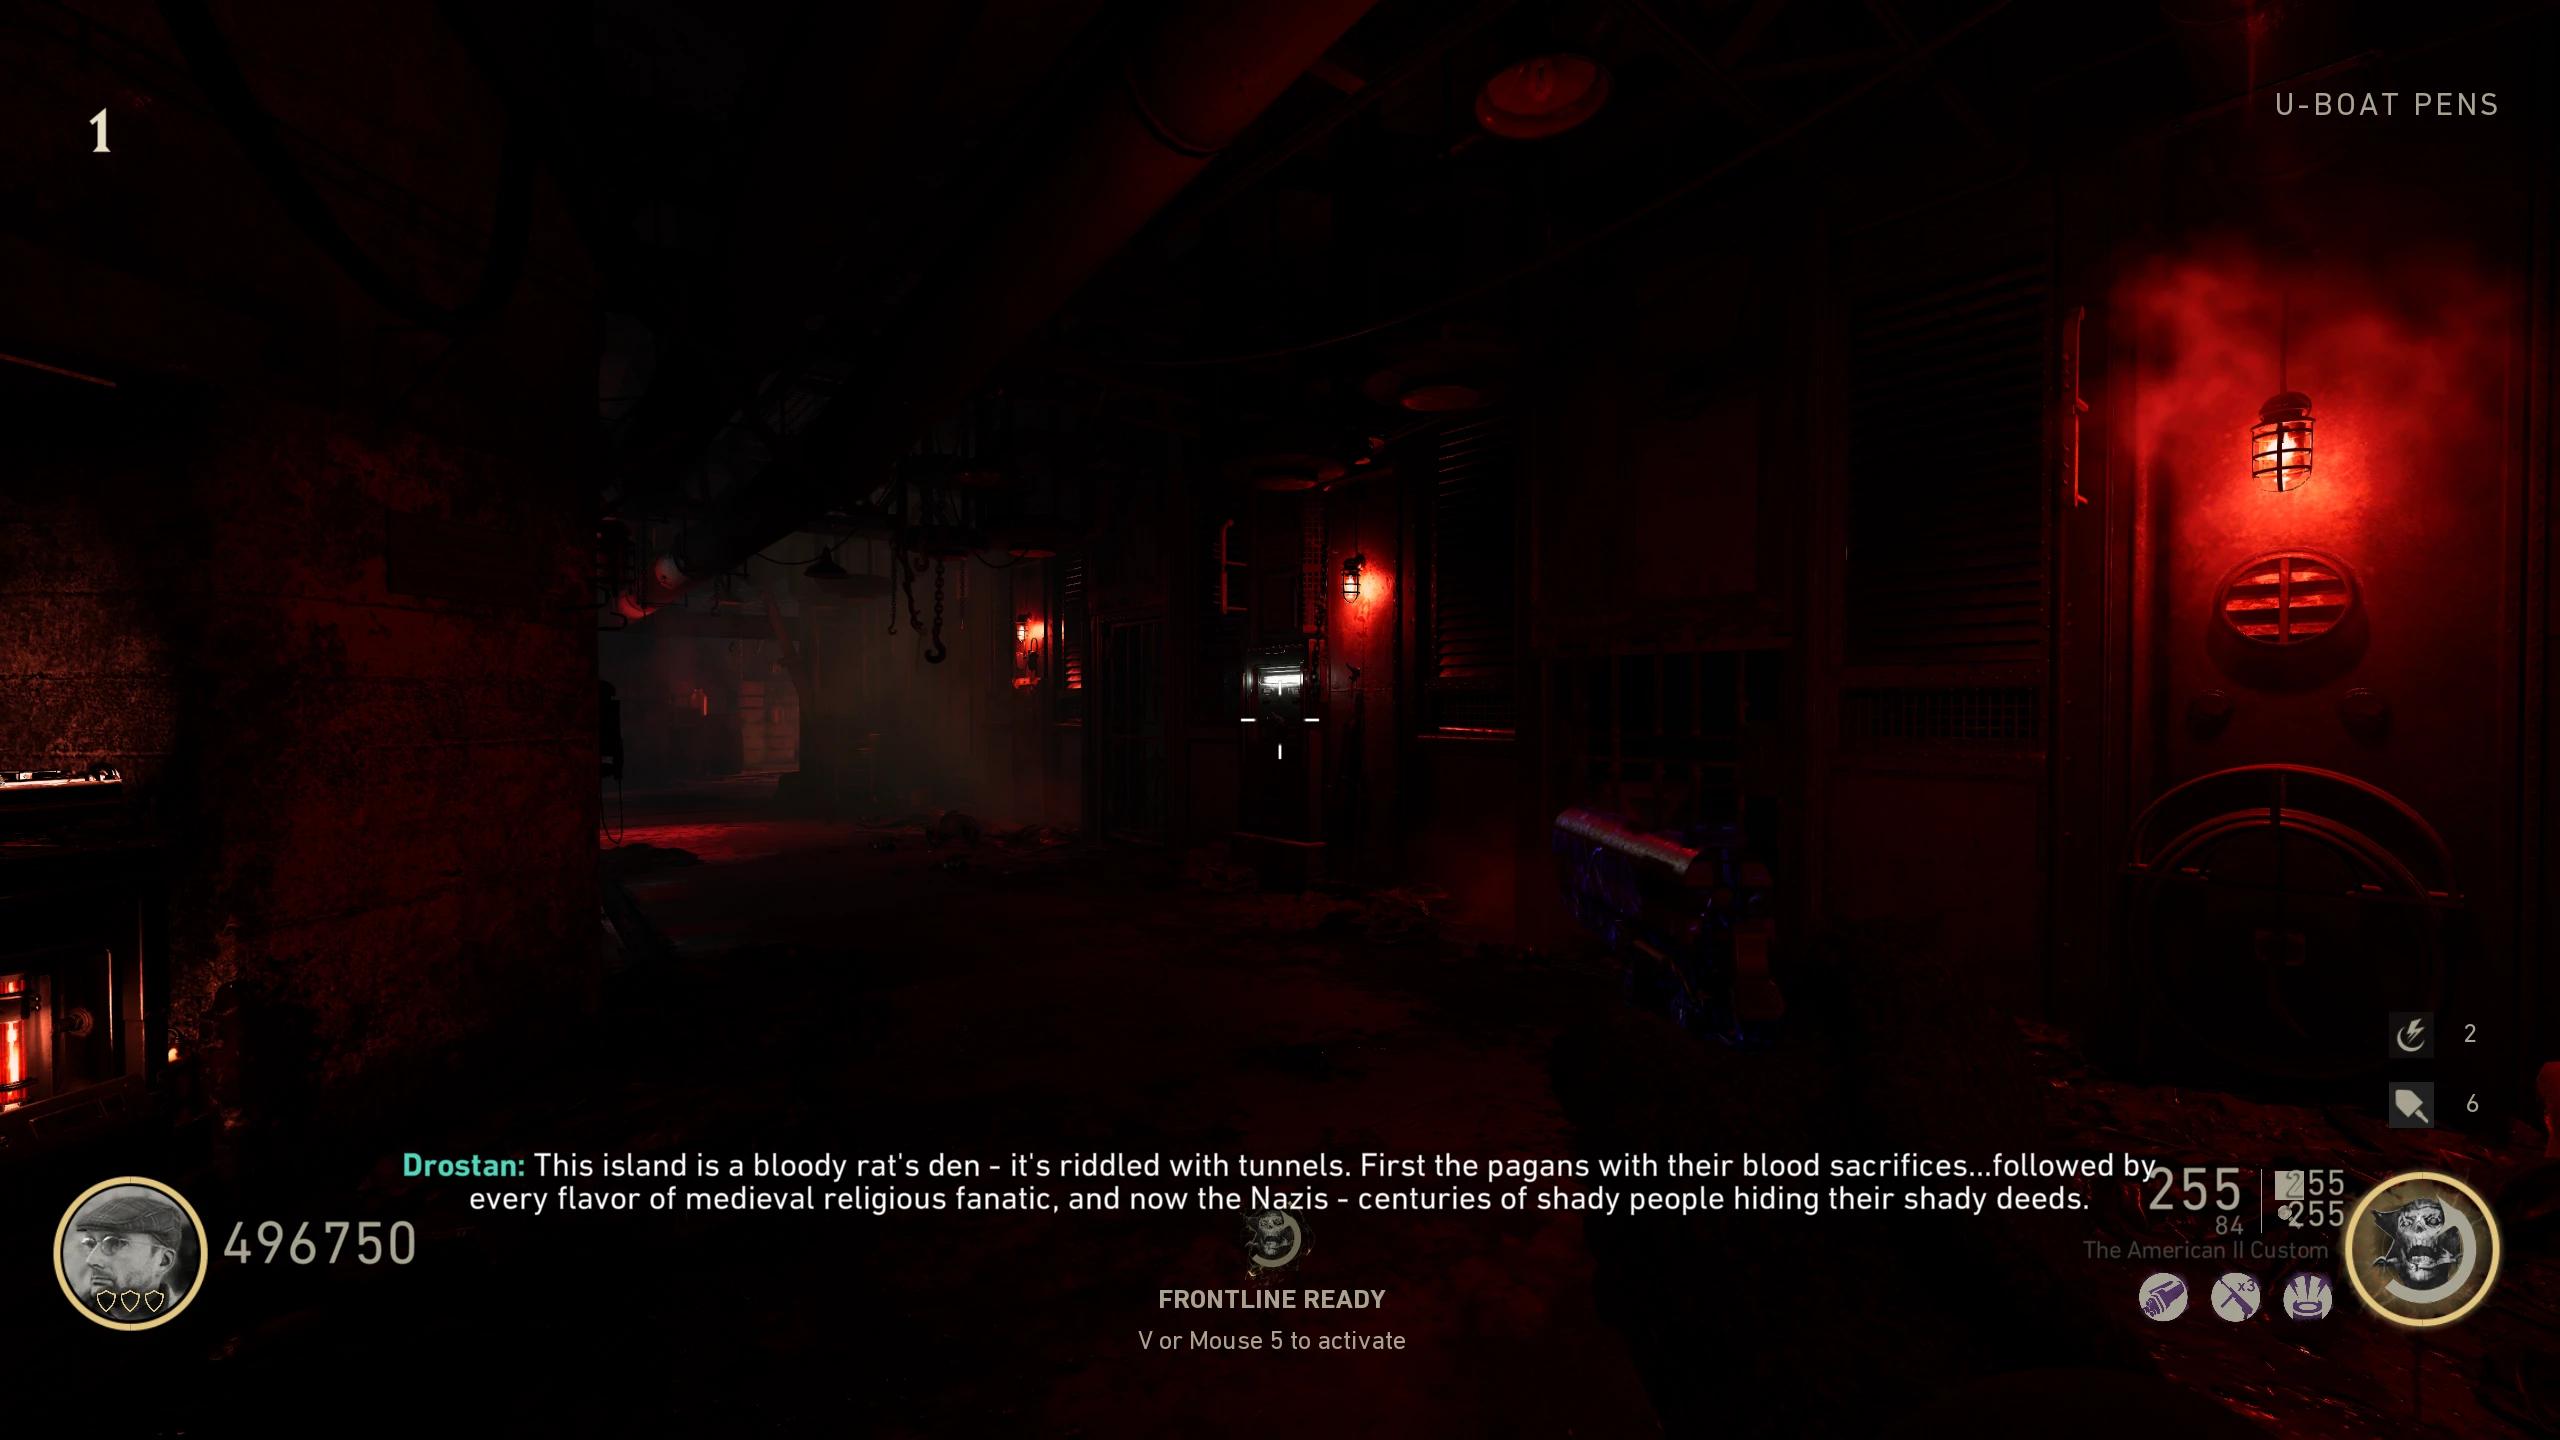 1
U-BOAT PENS
2
6
Drostan: This island is a bloody rat's den - it's riddled with tunnels. First the pagans with their blood sacrifices...followed by
every flavor of medieval religious fanatic, and now the Nazis - centuries of shady people hiding their shady deeds.
496750
255
84
255
255
The American II Custom
x3
FRONTLINE READY
V or Mouse 5 to activate